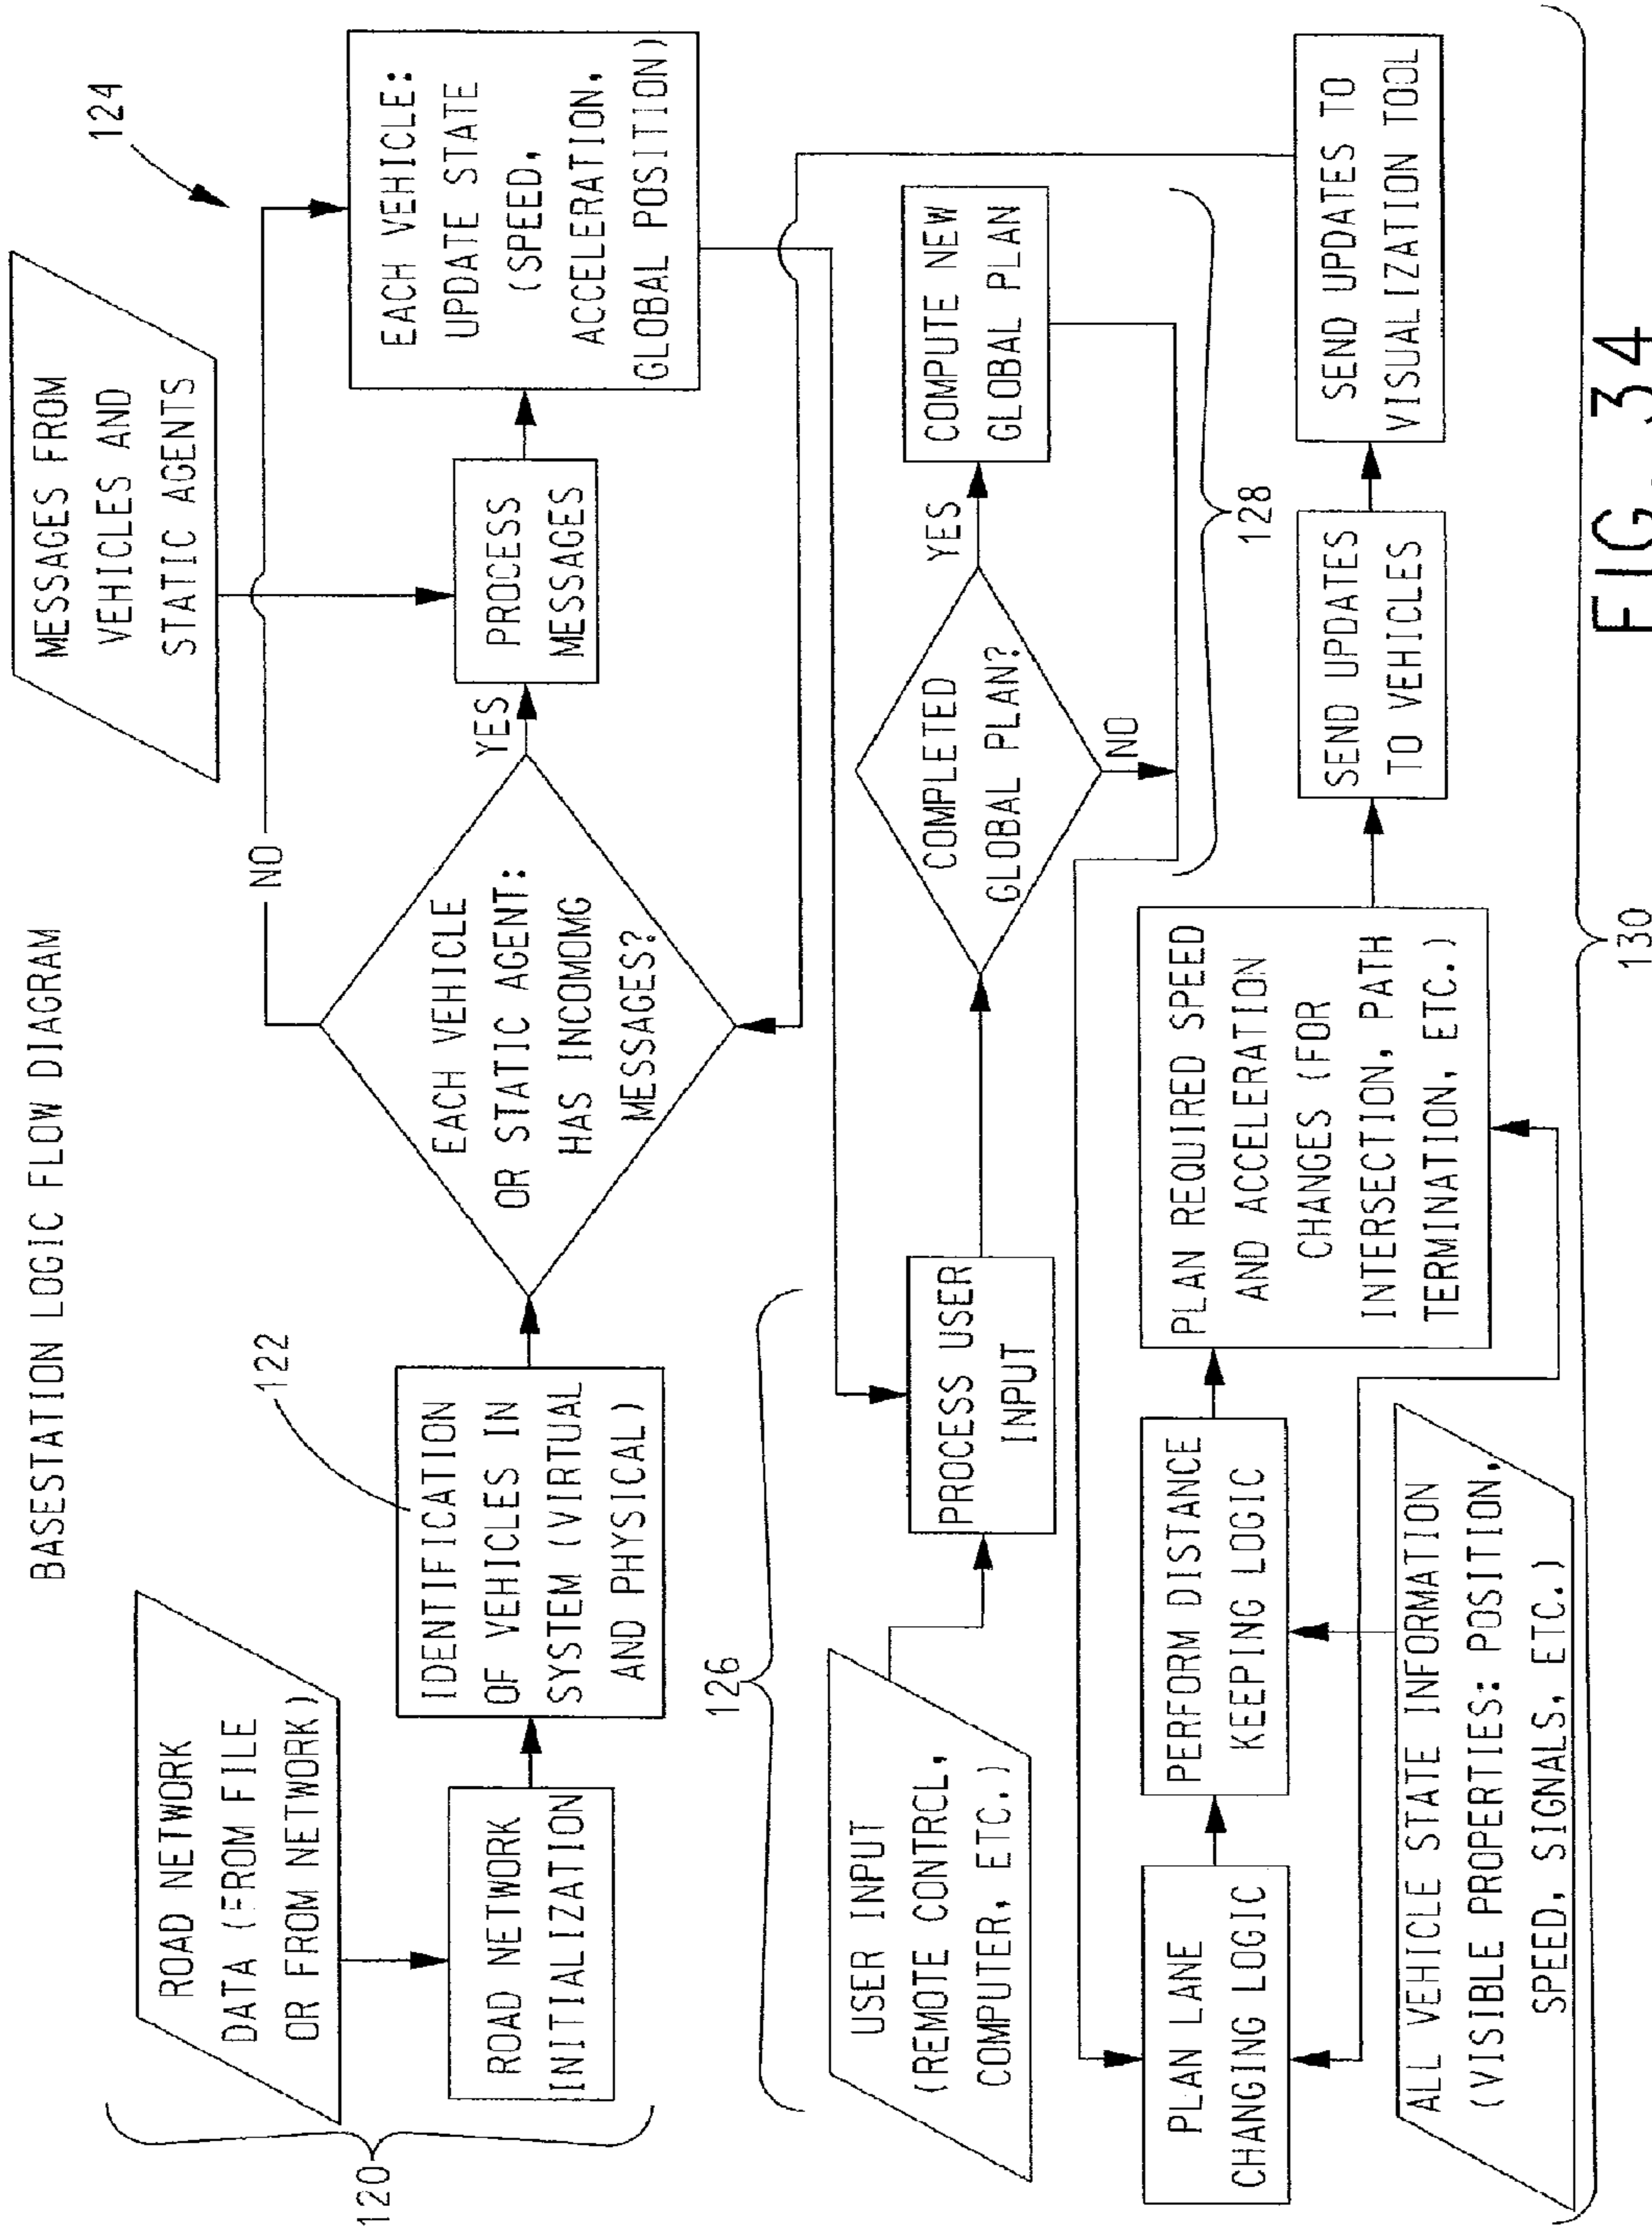 BASESTATION LOGIC FLOW DIAGRAM
ROAD NETWORK
DATA (FROM FILE
OR FROM NETWORK)
ROAD NETWORK
INITIALIZATION
120
IDENTIFICATION
OF VEHICLES IN
SYSTEM (VIRTUAL
AND PHYSICAL)
122
EACH VEHICLE
OR STATIC AGENT:
HAS INCOMOMG
MESSAGES?
NO
YES
MESSAGES FROM
VEHICLES AND
STATIC AGENTS
PROCESS
MESSAGES
124
EACH VEHICLE:
UPDATE STATE
(SPEED,
ACCELERATION,
GLOBAL POSITION)
126
USER INPUT
(REMOTE CONTRCL,
COMPUTER, ETC.)
PROCESS USER
INPUT
COMPLETED
GLOBAL PLAN?
YES
NO
COMPUTE NEW
GLOBAL PLAN
128
PLAN LANE
CHANGING LOGIC
PERFORM DISTANCE
KEEPING LOGIC
PLAN REQUIRED SPEED
AND ACCELERATION
CHANGES (FOR
INTERSECTION, PATH
TERMINATION, ETC.)
SEND UPDATES
TO VEHICLES
SEND UPDATES TO
VISUALIZATION TOOL
ALL VEHICLE STATE INFORMATION
(VISIBLE PROPERTIES: POSITION,
SPEED, SIGNALS, ETC.)
130
FIG. 34